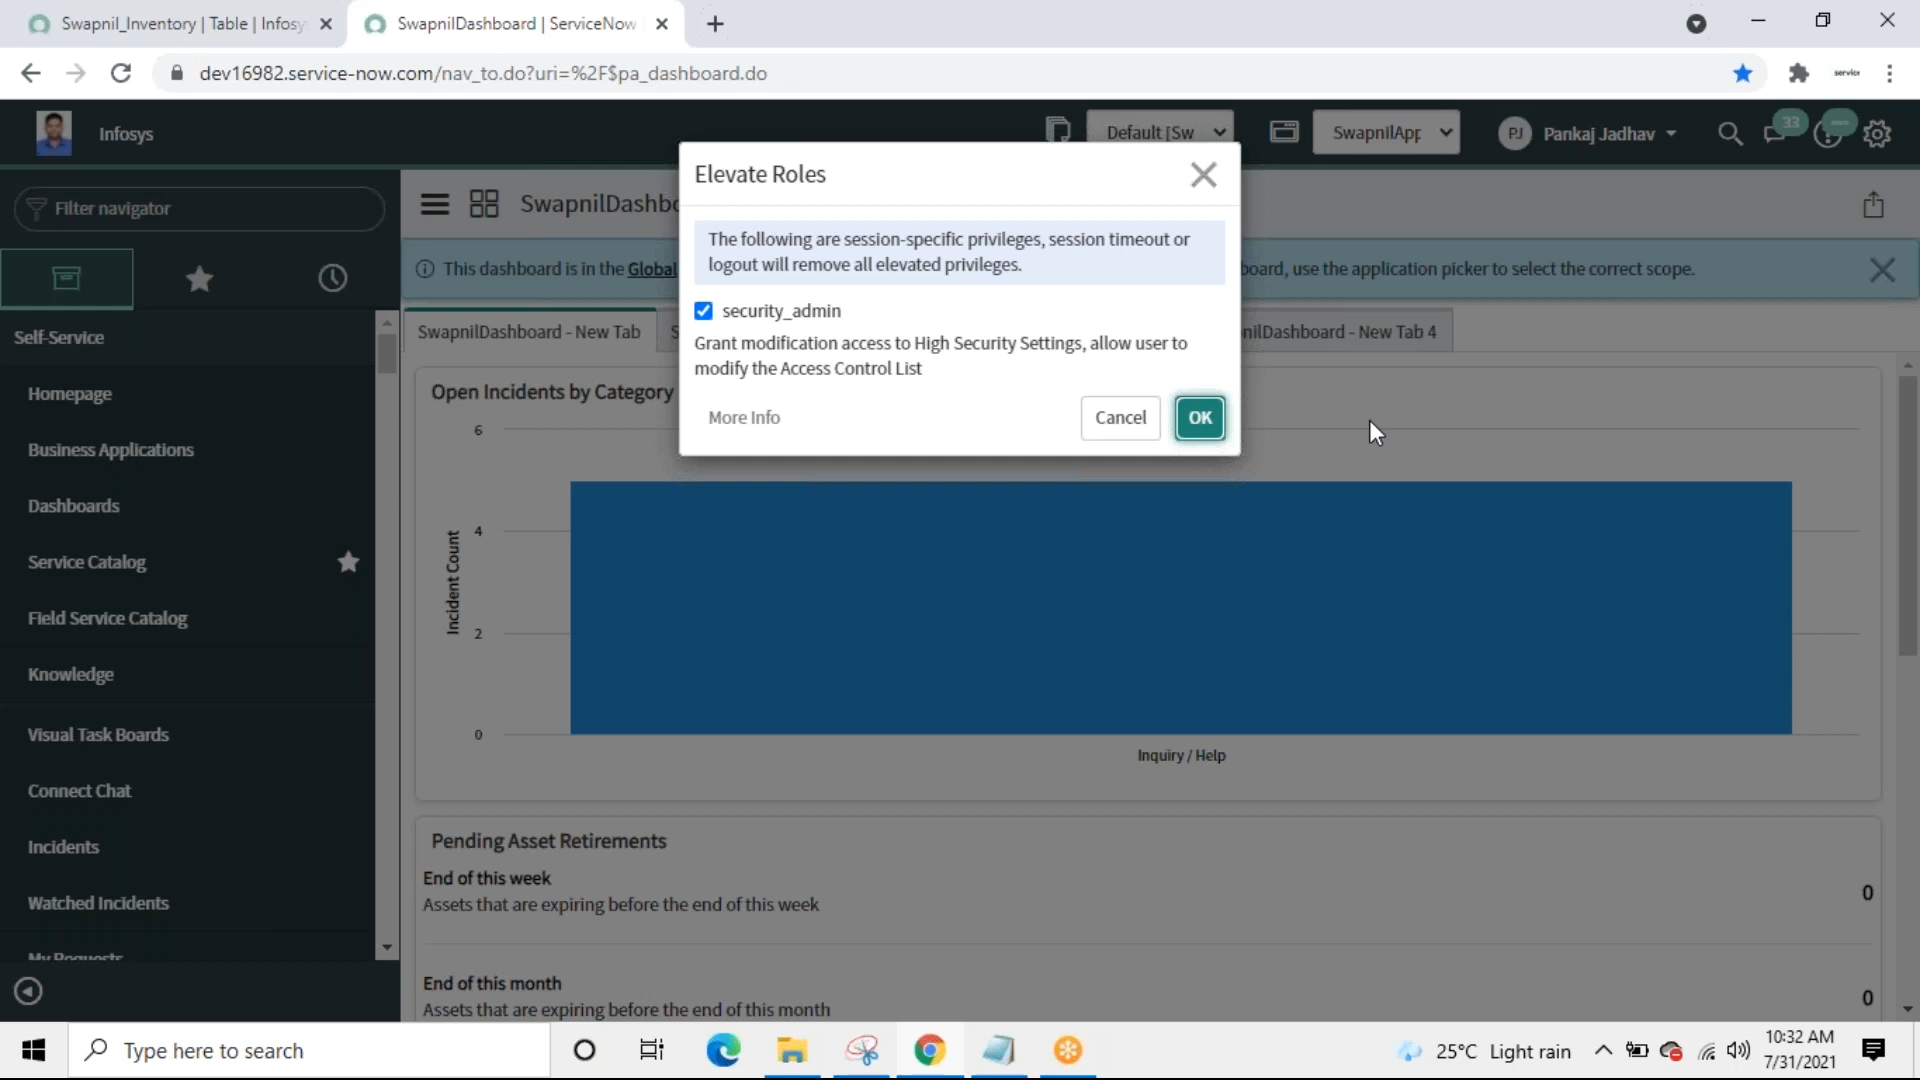 Swapnil_Inventory | Table | Infosy
SwapnilDashboard | ServiceNow
dev16982.service-now.com/nav_to.do?uri=%2F$pa_dashboard.do
service
Infosys
Default [Sw
SwapnilApp
PJ
Pankaj Jadhav
33
Filter navigator
SwapnilDashbo
Elevate Roles
The following are session-specific privileges, session timeout or
logout will remove all elevated privileges.
security_admin
Grant modification access to High Security Settings, allow user to
modify the Access Control List
More Info
Cancel
OK
This dashboard is in the Global
board, use the application picker to select the correct scope.
SwapnilDashboard - New Tab
S
nilDashboard - New Tab 4
Self-Service
Homepage
Business Applications
Dashboards
Service Catalog
Field Service Catalog
Knowledge
Visual Task Boards
Connect Chat
Incidents
Watched Incidents
My Requests
Open Incidents by Category
6
4
2
0
Incident Count
Inquiry / Help
Pending Asset Retirements
End of this week
Assets that are expiring before the end of this week
0
End of this month
Assets that are expiring before the end of this month
0
Type here to search
25°C Light rain
10:32 AM
7/31/2021